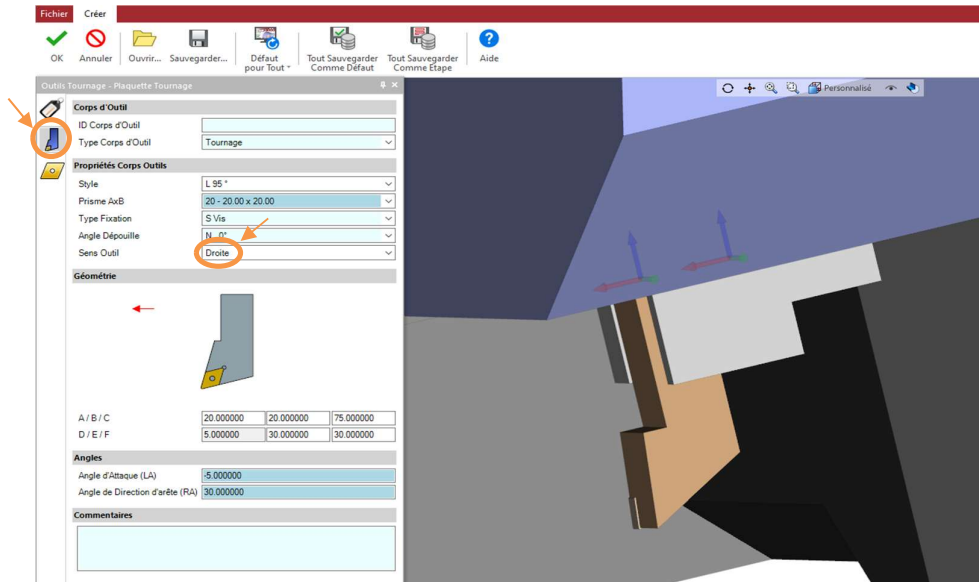 Fichier Créer
OK Annuler Ouvrir... Sauvegarder... Défaut pour Tout Tout Sauvegarder Comme Défaut Tout Sauvegarder Comme Etape Aide
Outils Tournage - Plaquette Tournage
Personnalisé
Corps d'Outil
ID Corps d'Outil
Type Corps d'Outil Tournage
Propriétés Corps Outils
Style L 95 °
Prisme AxB 20 - 20.00 x 20.00
Type Fixation S Vis
Angle Dépouille N 0°
Sens Outil Droite
Géométrie
A / B / C 20.000000 20.000000 75.000000
D / E / F 5.000000 30.000000 30.000000
Angles
Angle d'Attaque (LA) -5.000000
Angle de Direction d'arête (RA) 30.000000
Commentaires